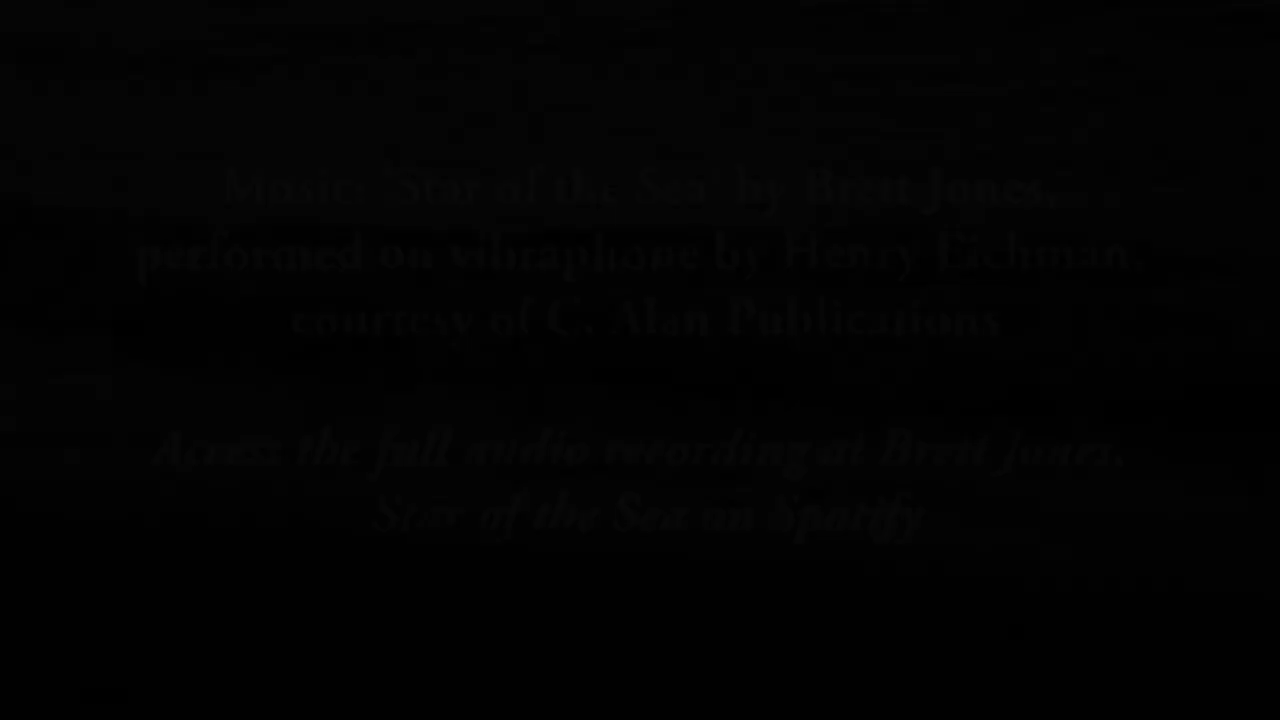 Music: "Star of the Sea" by Brett Jones,
performed on vibraphone by Henry Eichman,
courtesy of C. Alan Publications
Access the full audio recording at Brett Jones,
Star of the Sea on Spotify